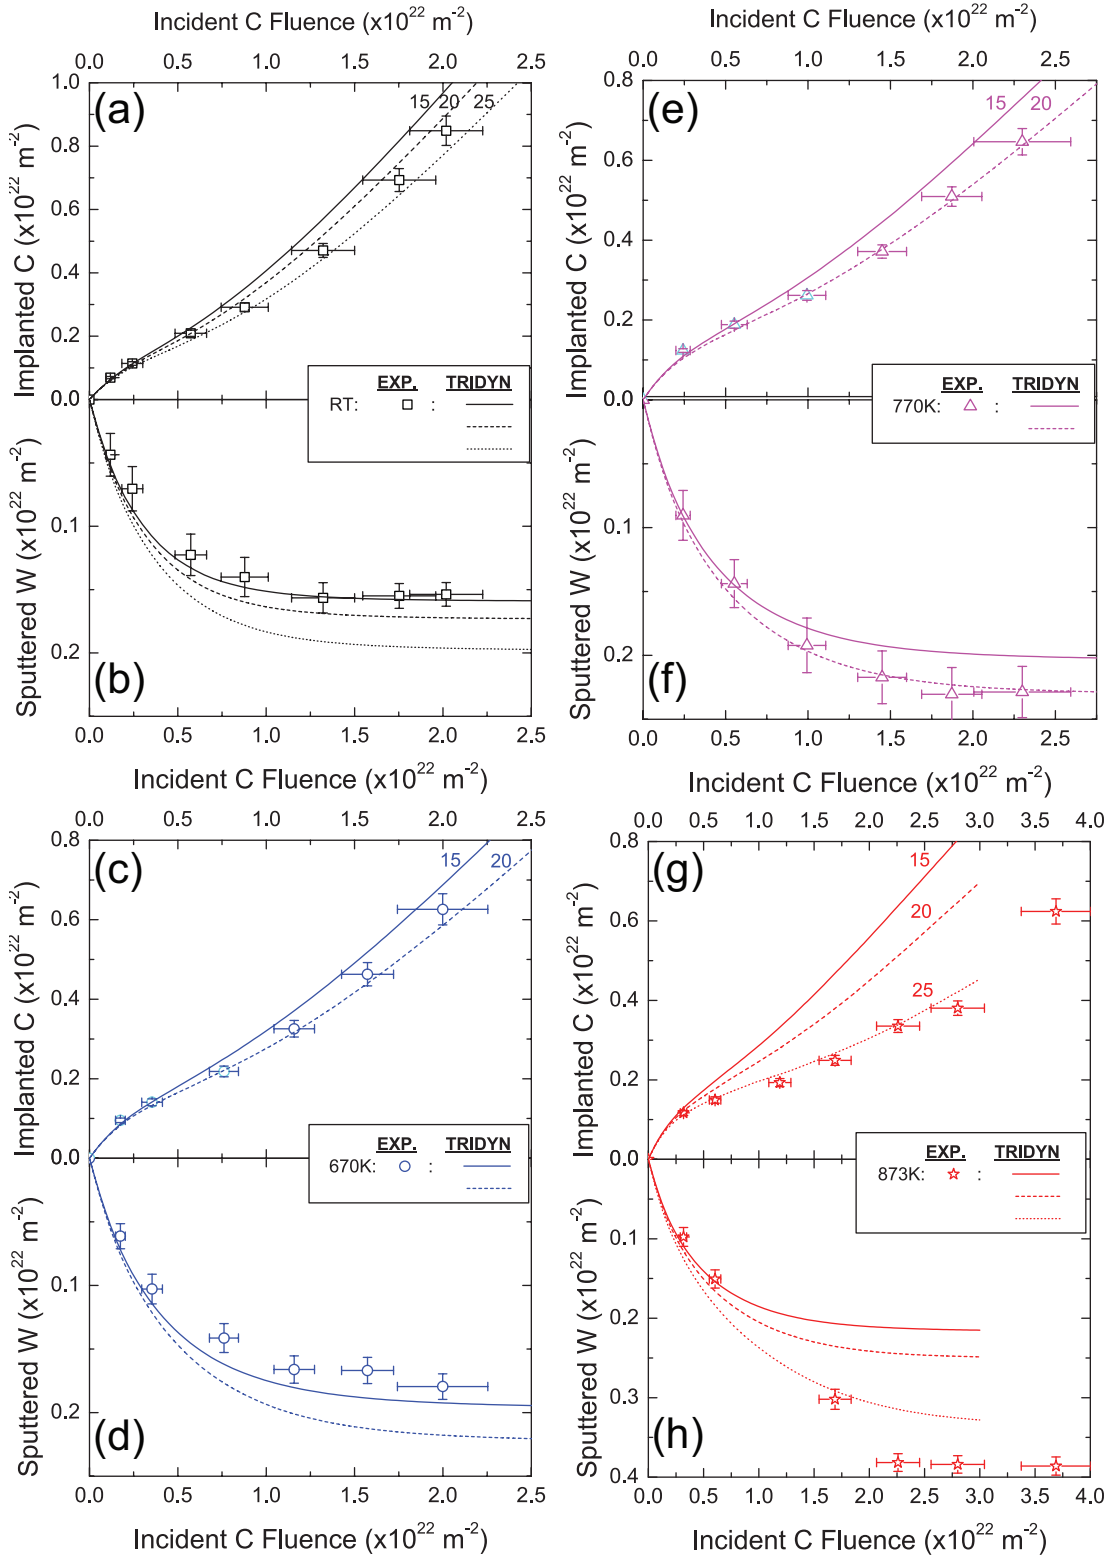 Incident C Fluence (x10²² m⁻²)
0.0 0.5 1.0 1.5 2.0 2.5
(a)
15 20 25
Implanted C (x10²² m⁻²)
1.0
0.8
0.6
0.4
0.2
0.0
EXP. TRIDYN
RT: :
Sputtered W (x10²² m⁻²)
0.1
0.2
(b)
0.0 0.5 1.0 1.5 2.0 2.5
Incident C Fluence (x10²² m⁻²)
Incident C Fluence (x10²² m⁻²)
0.0 0.5 1.0 1.5 2.0 2.5
(e)
15 20
Implanted C (x10²² m⁻²)
0.8
0.6
0.4
0.2
0.0
EXP. TRIDYN
770K: :
Sputtered W (x10²² m⁻²)
0.1
0.2
(f)
0.0 0.5 1.0 1.5 2.0 2.5
Incident C Fluence (x10²² m⁻²)
0.0 0.5 1.0 1.5 2.0 2.5
(c)
15 20
Implanted C (x10²² m⁻²)
0.8
0.6
0.4
0.2
0.0
EXP. TRIDYN
670K: :
Sputtered W (x10²² m⁻²)
0.1
0.2
(d)
0.0 0.5 1.0 1.5 2.0 2.5
Incident C Fluence (x10²² m⁻²)
0.0 0.5 1.0 1.5 2.0 2.5 3.0 3.5 4.0
(g)
15
20
25
Implanted C (x10²² m⁻²)
0.8
0.6
0.4
0.2
0.0
EXP. TRIDYN
873K: :
Sputtered W (x10²² m⁻²)
0.1
0.2
0.3
0.4
(h)
0.0 0.5 1.0 1.5 2.0 2.5 3.0 3.5 4.0
Incident C Fluence (x10²² m⁻²)